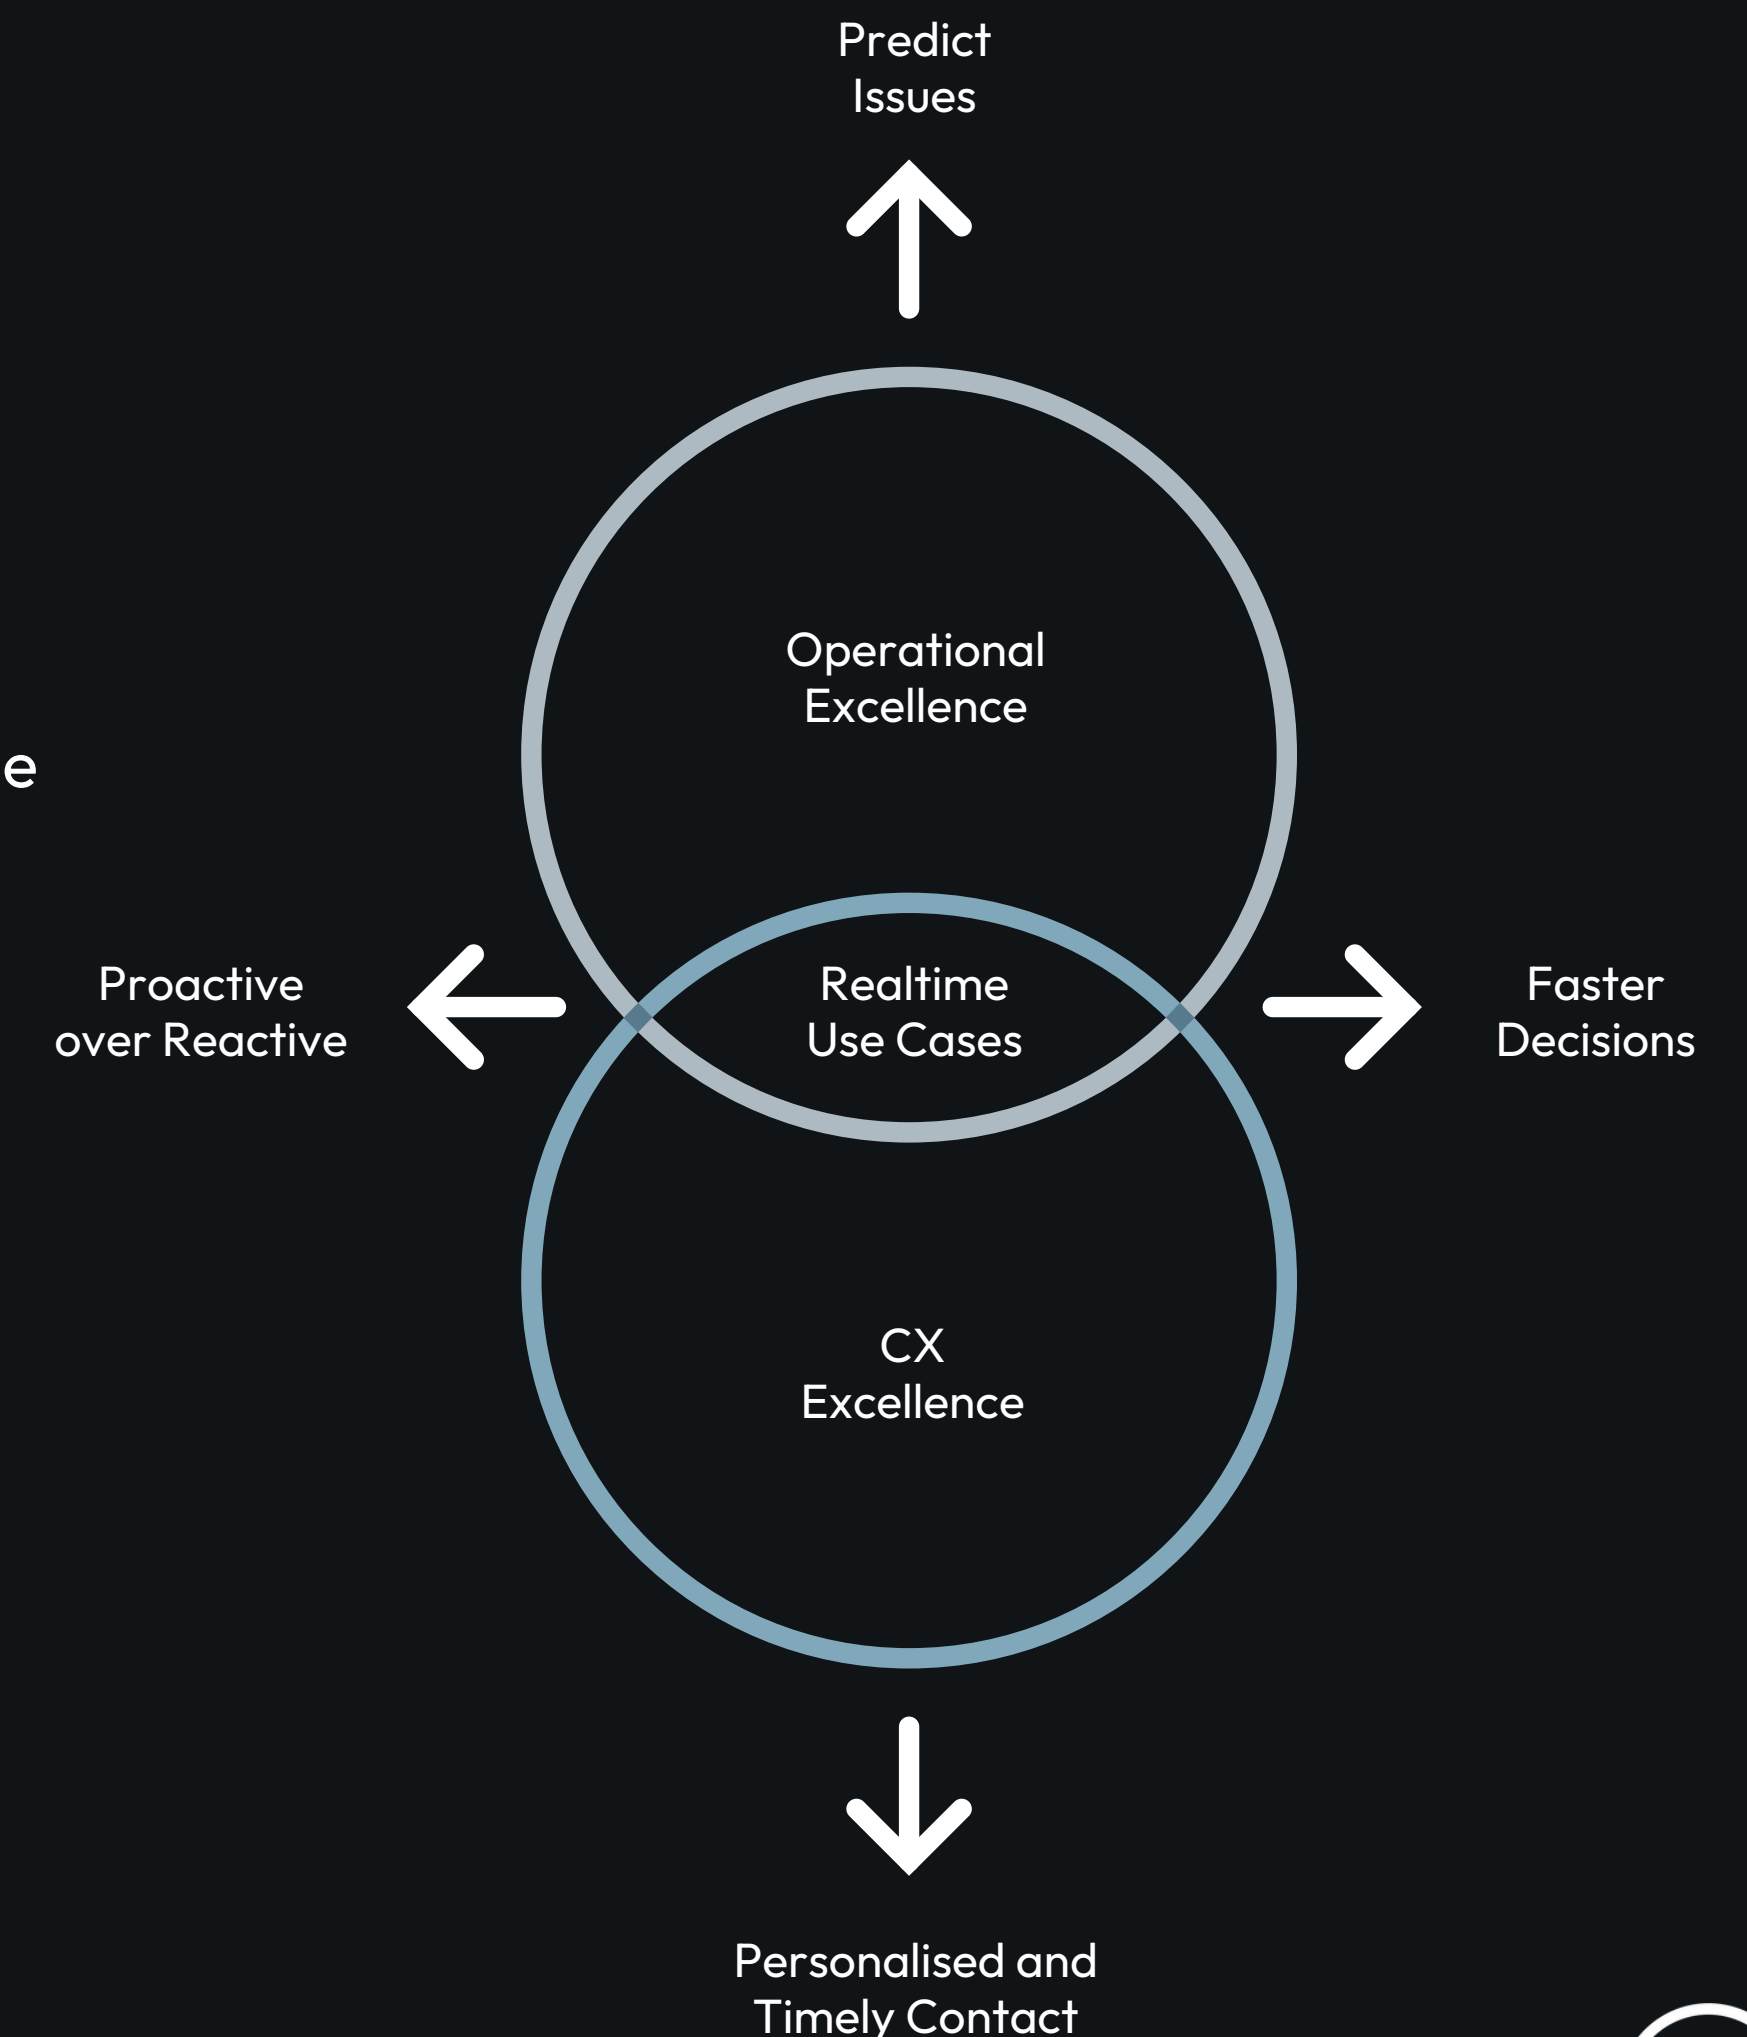 Predict
Issues
Operational
Excellence
e
Proactive
over Reactive
Realtime
Use Cases
Faster
Decisions
CX
Excellence
Personalised and
Timely Contact